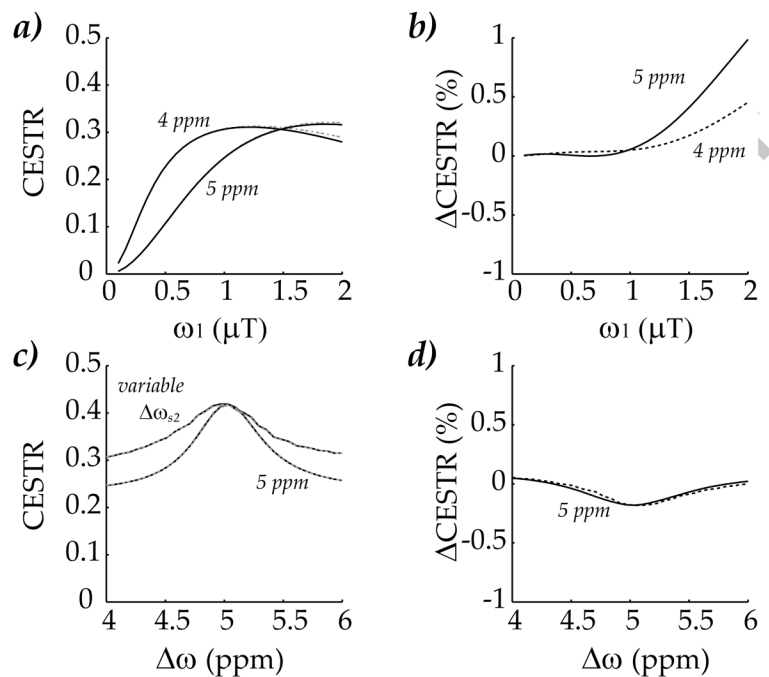 a)
0.5
0.4
0.3
0.2
0.1
0
CESTR
4 ppm
5 ppm
0 0.5 1 1.5 2
ω1 (μT)
b)
1
0.5
0
-0.5
-1
ΔCESTR (%)
5 ppm
4 ppm
0 0.5 1 1.5 2
ω1 (μT)
c)
0.5
0.4
0.3
0.2
0.1
0
CESTR
variable
Δωs2
5 ppm
4 4.5 5 5.5 6
Δω (ppm)
d)
1
0.5
0
-0.5
-1
ΔCESTR (%)
5 ppm
4 4.5 5 5.5 6
Δω (ppm)